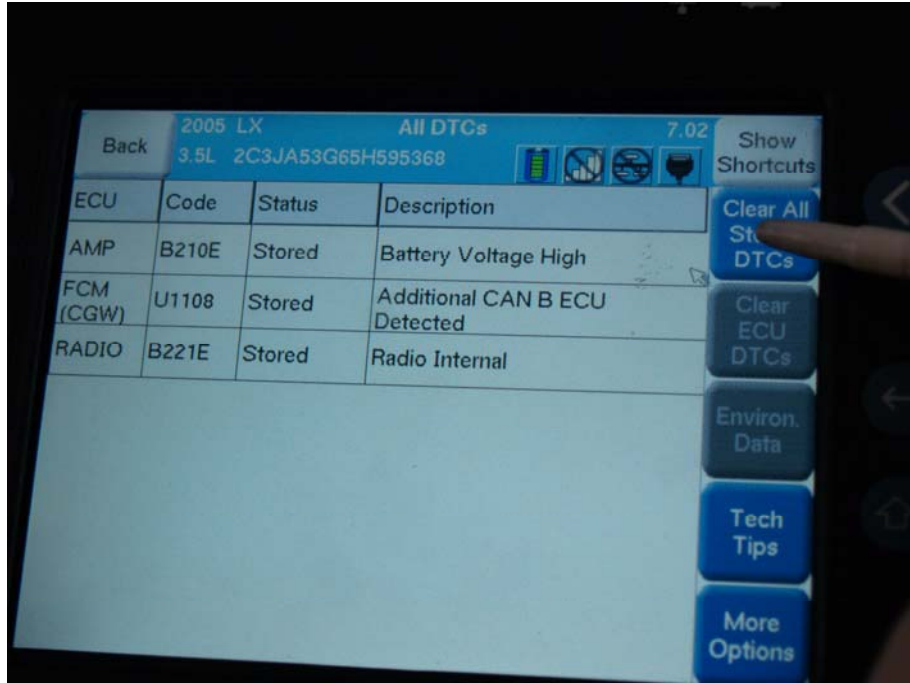 Back
2005 LX All DTCs 7.02
3.5L 2C3JA53G65H595368
Show
Shortcuts
ECU Code Status Description
AMP B210E Stored Battery Voltage High
FCM
(CGW) U1108 Stored Additional CAN B ECU
Detected
RADIO B221E Stored Radio Internal
Clear All
DTCs
Clear
ECU
DTCs
Environ.
Data
Tech
Tips
More
Options